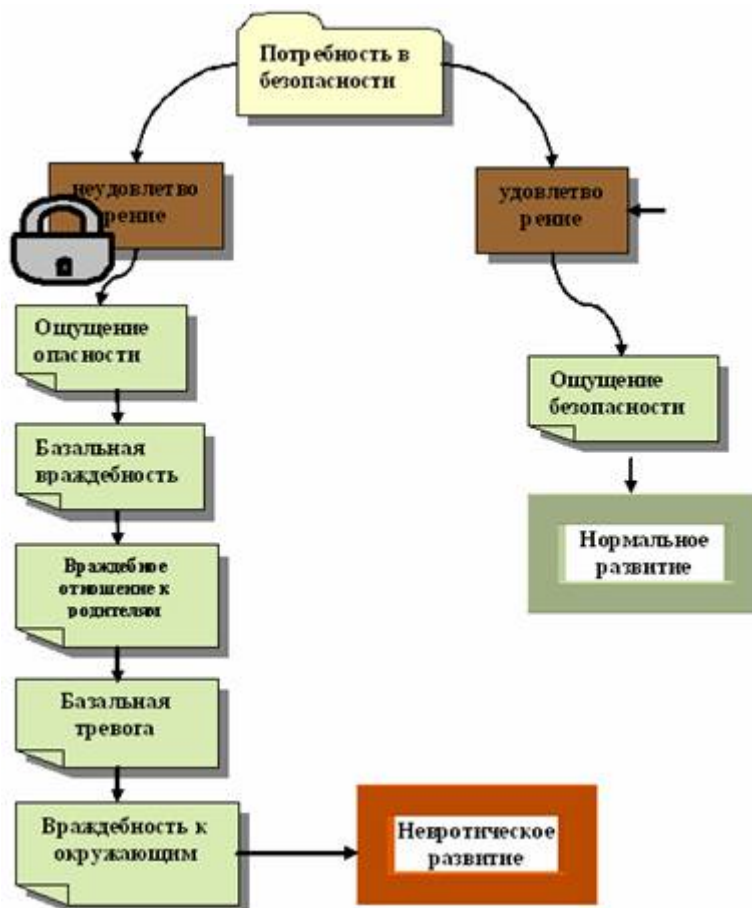 Потребность в
безопасности
неудовлетво
рение
удовлетво
рение
Ощущение
опасности
Базальная
враждебность
Враждебное
отношение к
родителям
Базальная
тревога
Враждебность к
окружающим
Невротическое
развитие
Ощущение
безопасности
Нормальное
развитие